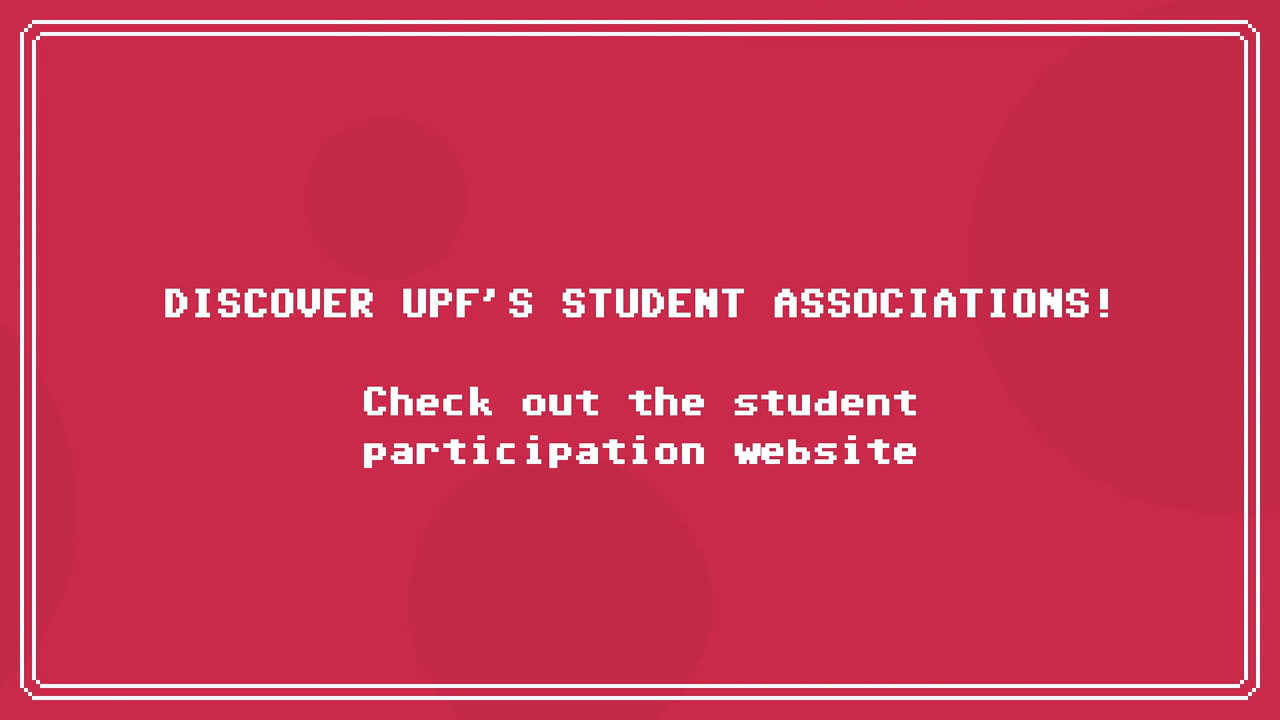 DISCOVER UPF'S STUDENT ASSOCIATIONS!
Check out the student
participation website